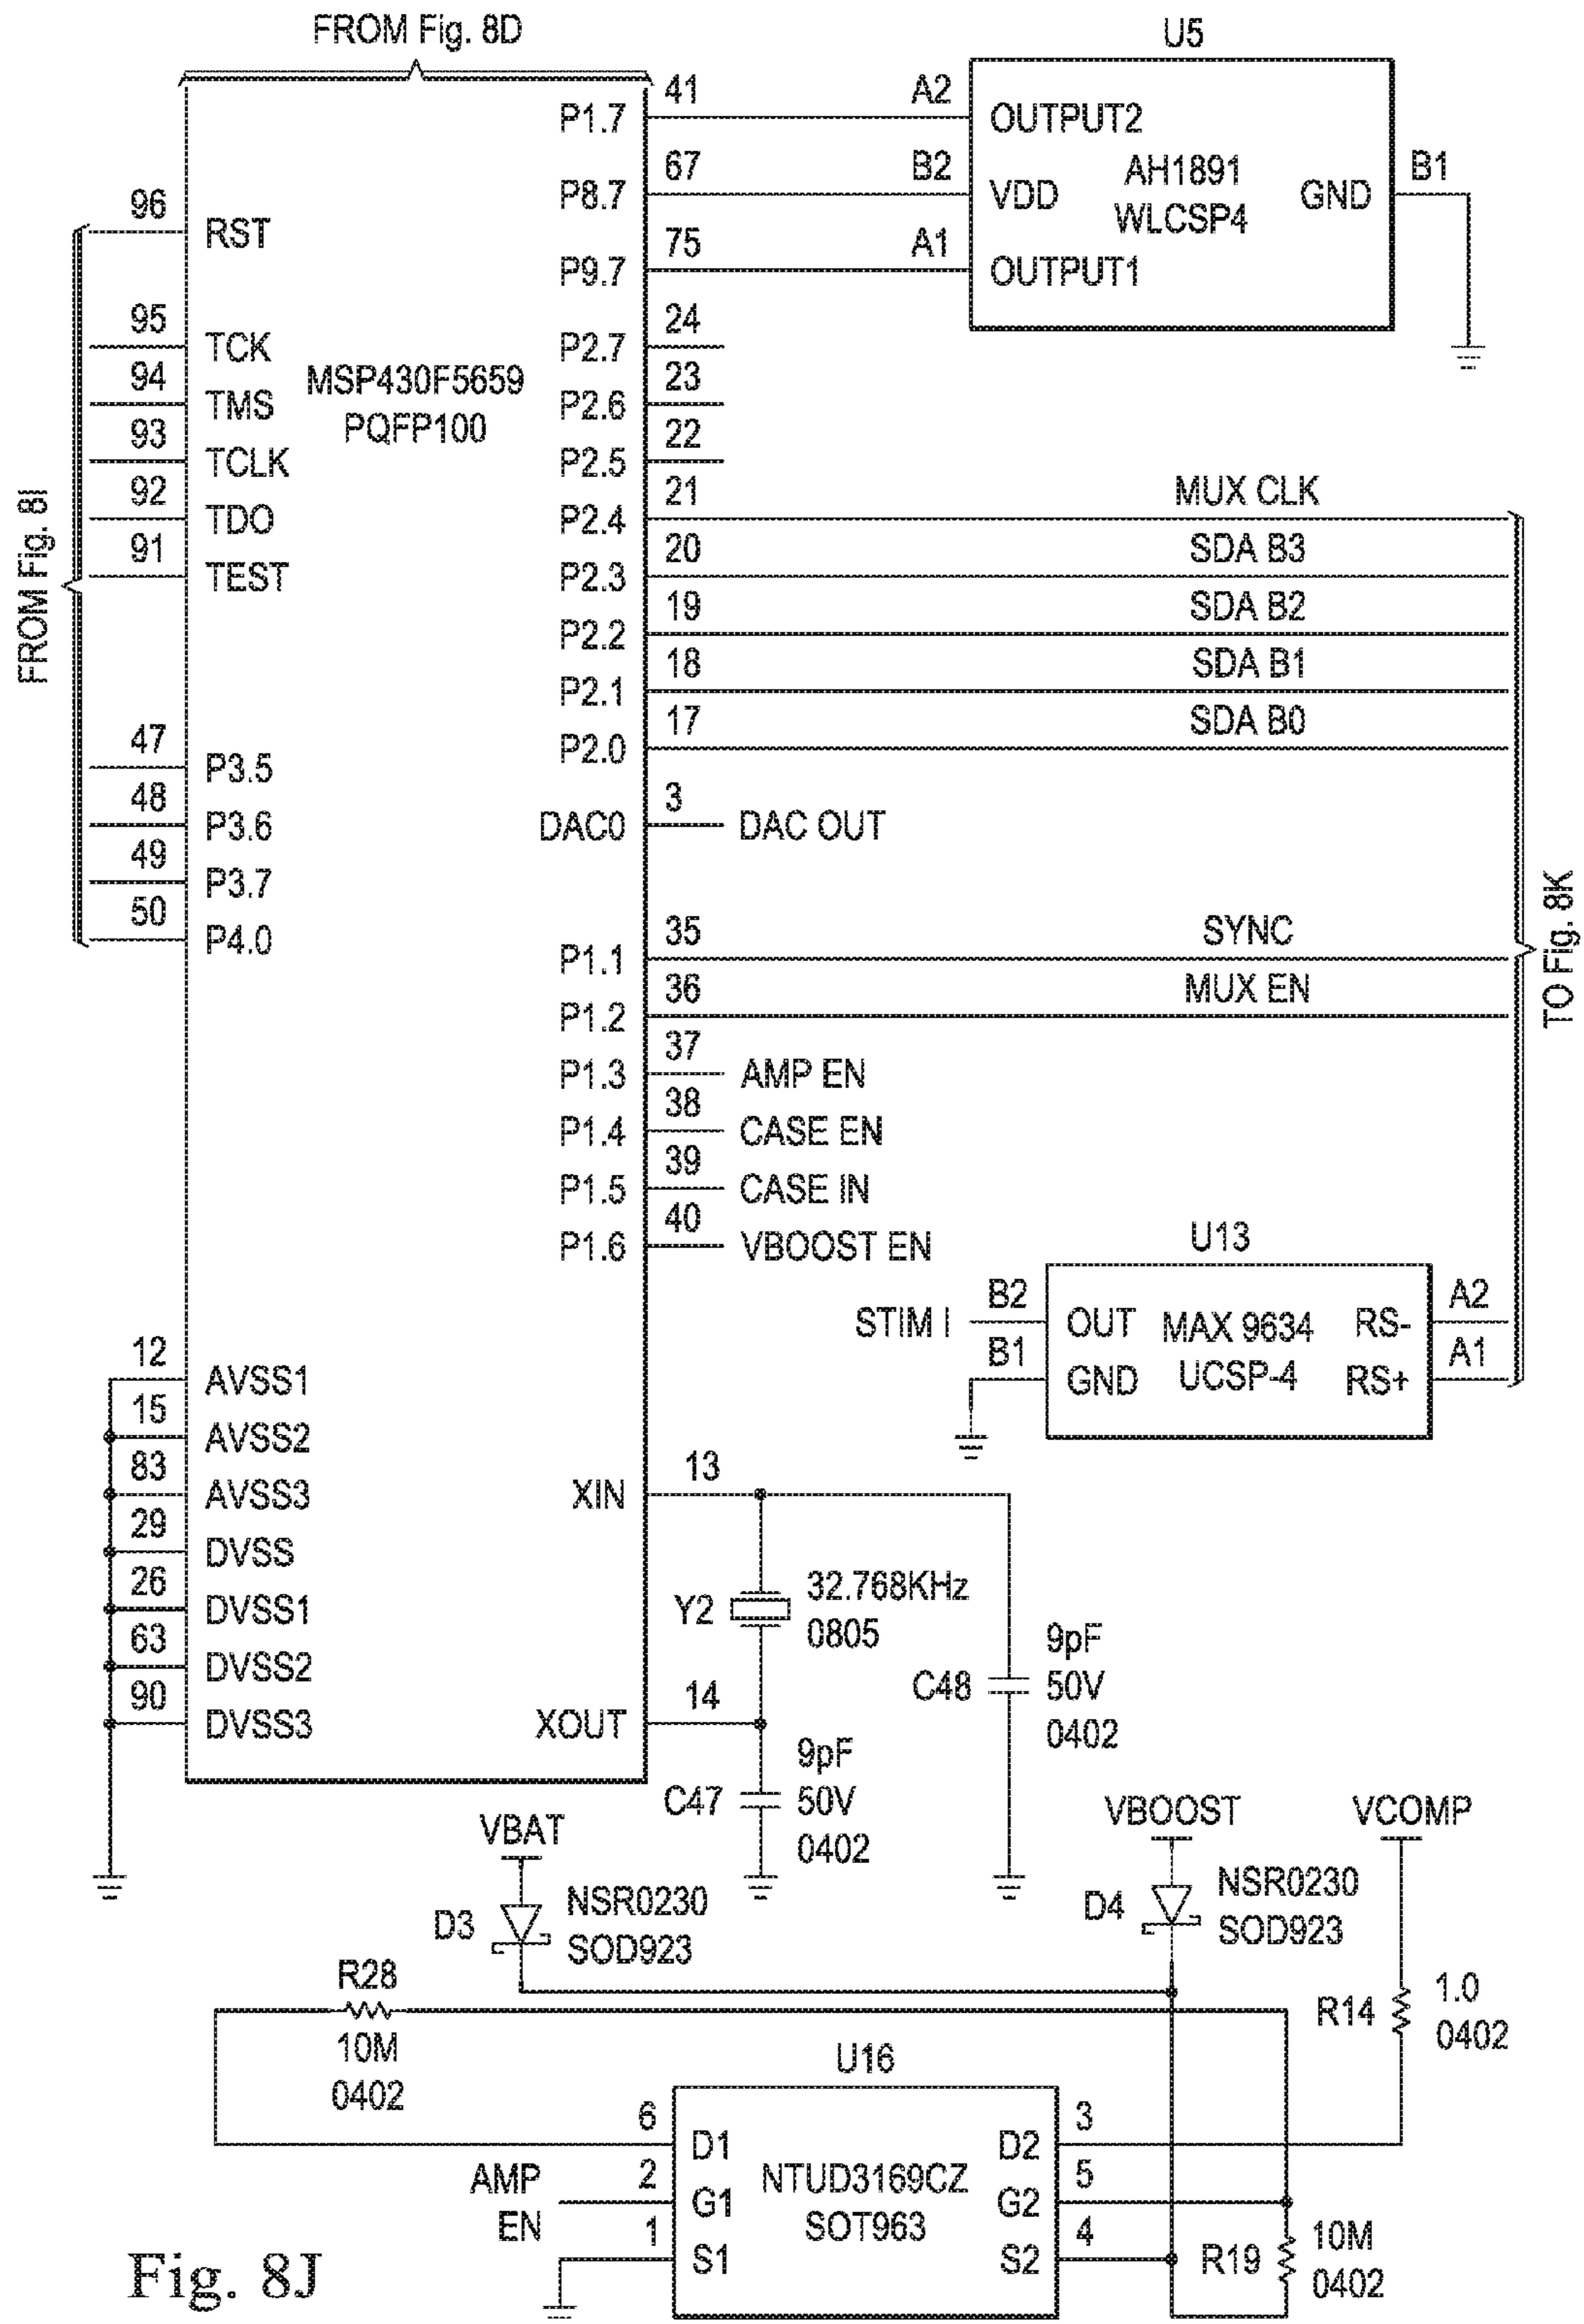 FROM Fig. 8D
U5
P1.7 41 A2 OUTPUT2
P8.7 67 B2 VDD
AH1891
WLCSP4
GND B1
P9.7 75 A1 OUTPUT1
FROM Fig. 8I
96 RST
95 TCK
94 TMS
93 TCLK
92 TDO
91 TEST
47 P3.5
48 P3.6
49 P3.7
50 P4.0
MSP430F5659
PQFP100
P2.7 24
P2.6 23
P2.5 22
P2.4 21 MUX CLK
P2.3 20 SDA B3
P2.2 19 SDA B2
P2.1 18 SDA B1
P2.0 17 SDA B0
DAC0 3 DAC OUT
P1.1 35 SYNC
P1.2 36 MUX EN
P1.3 37 AMP EN
P1.4 38 CASE EN
P1.5 39 CASE IN
P1.6 40 VBOOST EN
TO Fig. 8K
U13
STIM I B2 OUT
B1 GND
MAX 9634
UCSP-4
RS- A2
RS+ A1
12 AVSS1
15 AVSS2
83 AVSS3
29 DVSS
26 DVSS1
63 DVSS2
90 DVSS3
XIN 13
Y2 32.768KHz
0805
XOUT 14
C48 9pF
50V
0402
C47 9pF
50V
0402
VBAT
D3 NSR0230
SOD923
VBOOST
D4 NSR0230
SOD923
VCOMP
R14 1.0
0402
R28
10M
0402
U16
6 D1
AMP
EN
2 G1
1 S1
NTUD3169CZ
SOT963
D2 3
G2 5
S2 4
R19 10M
0402
Fig. 8J